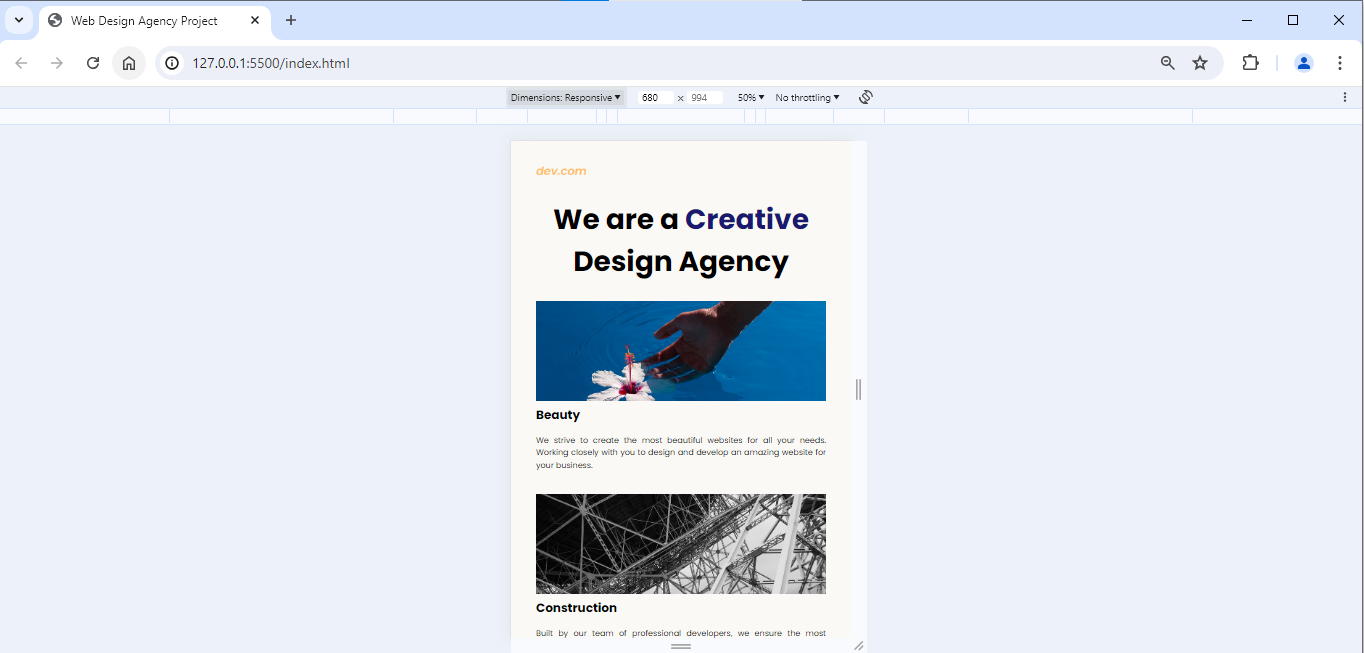 Web Design Agency Project
127.0.0.1:5500/index.html
Dimensions: Responsive 680 × 994 50% No throttling
dev.com
We are a Creative
Design Agency
Beauty
We strive to create the most beautiful websites for all your needs.
Working closely with you to design and develop an amazing website for
your business.
Construction
Built by our team of professional developers, we ensure the most